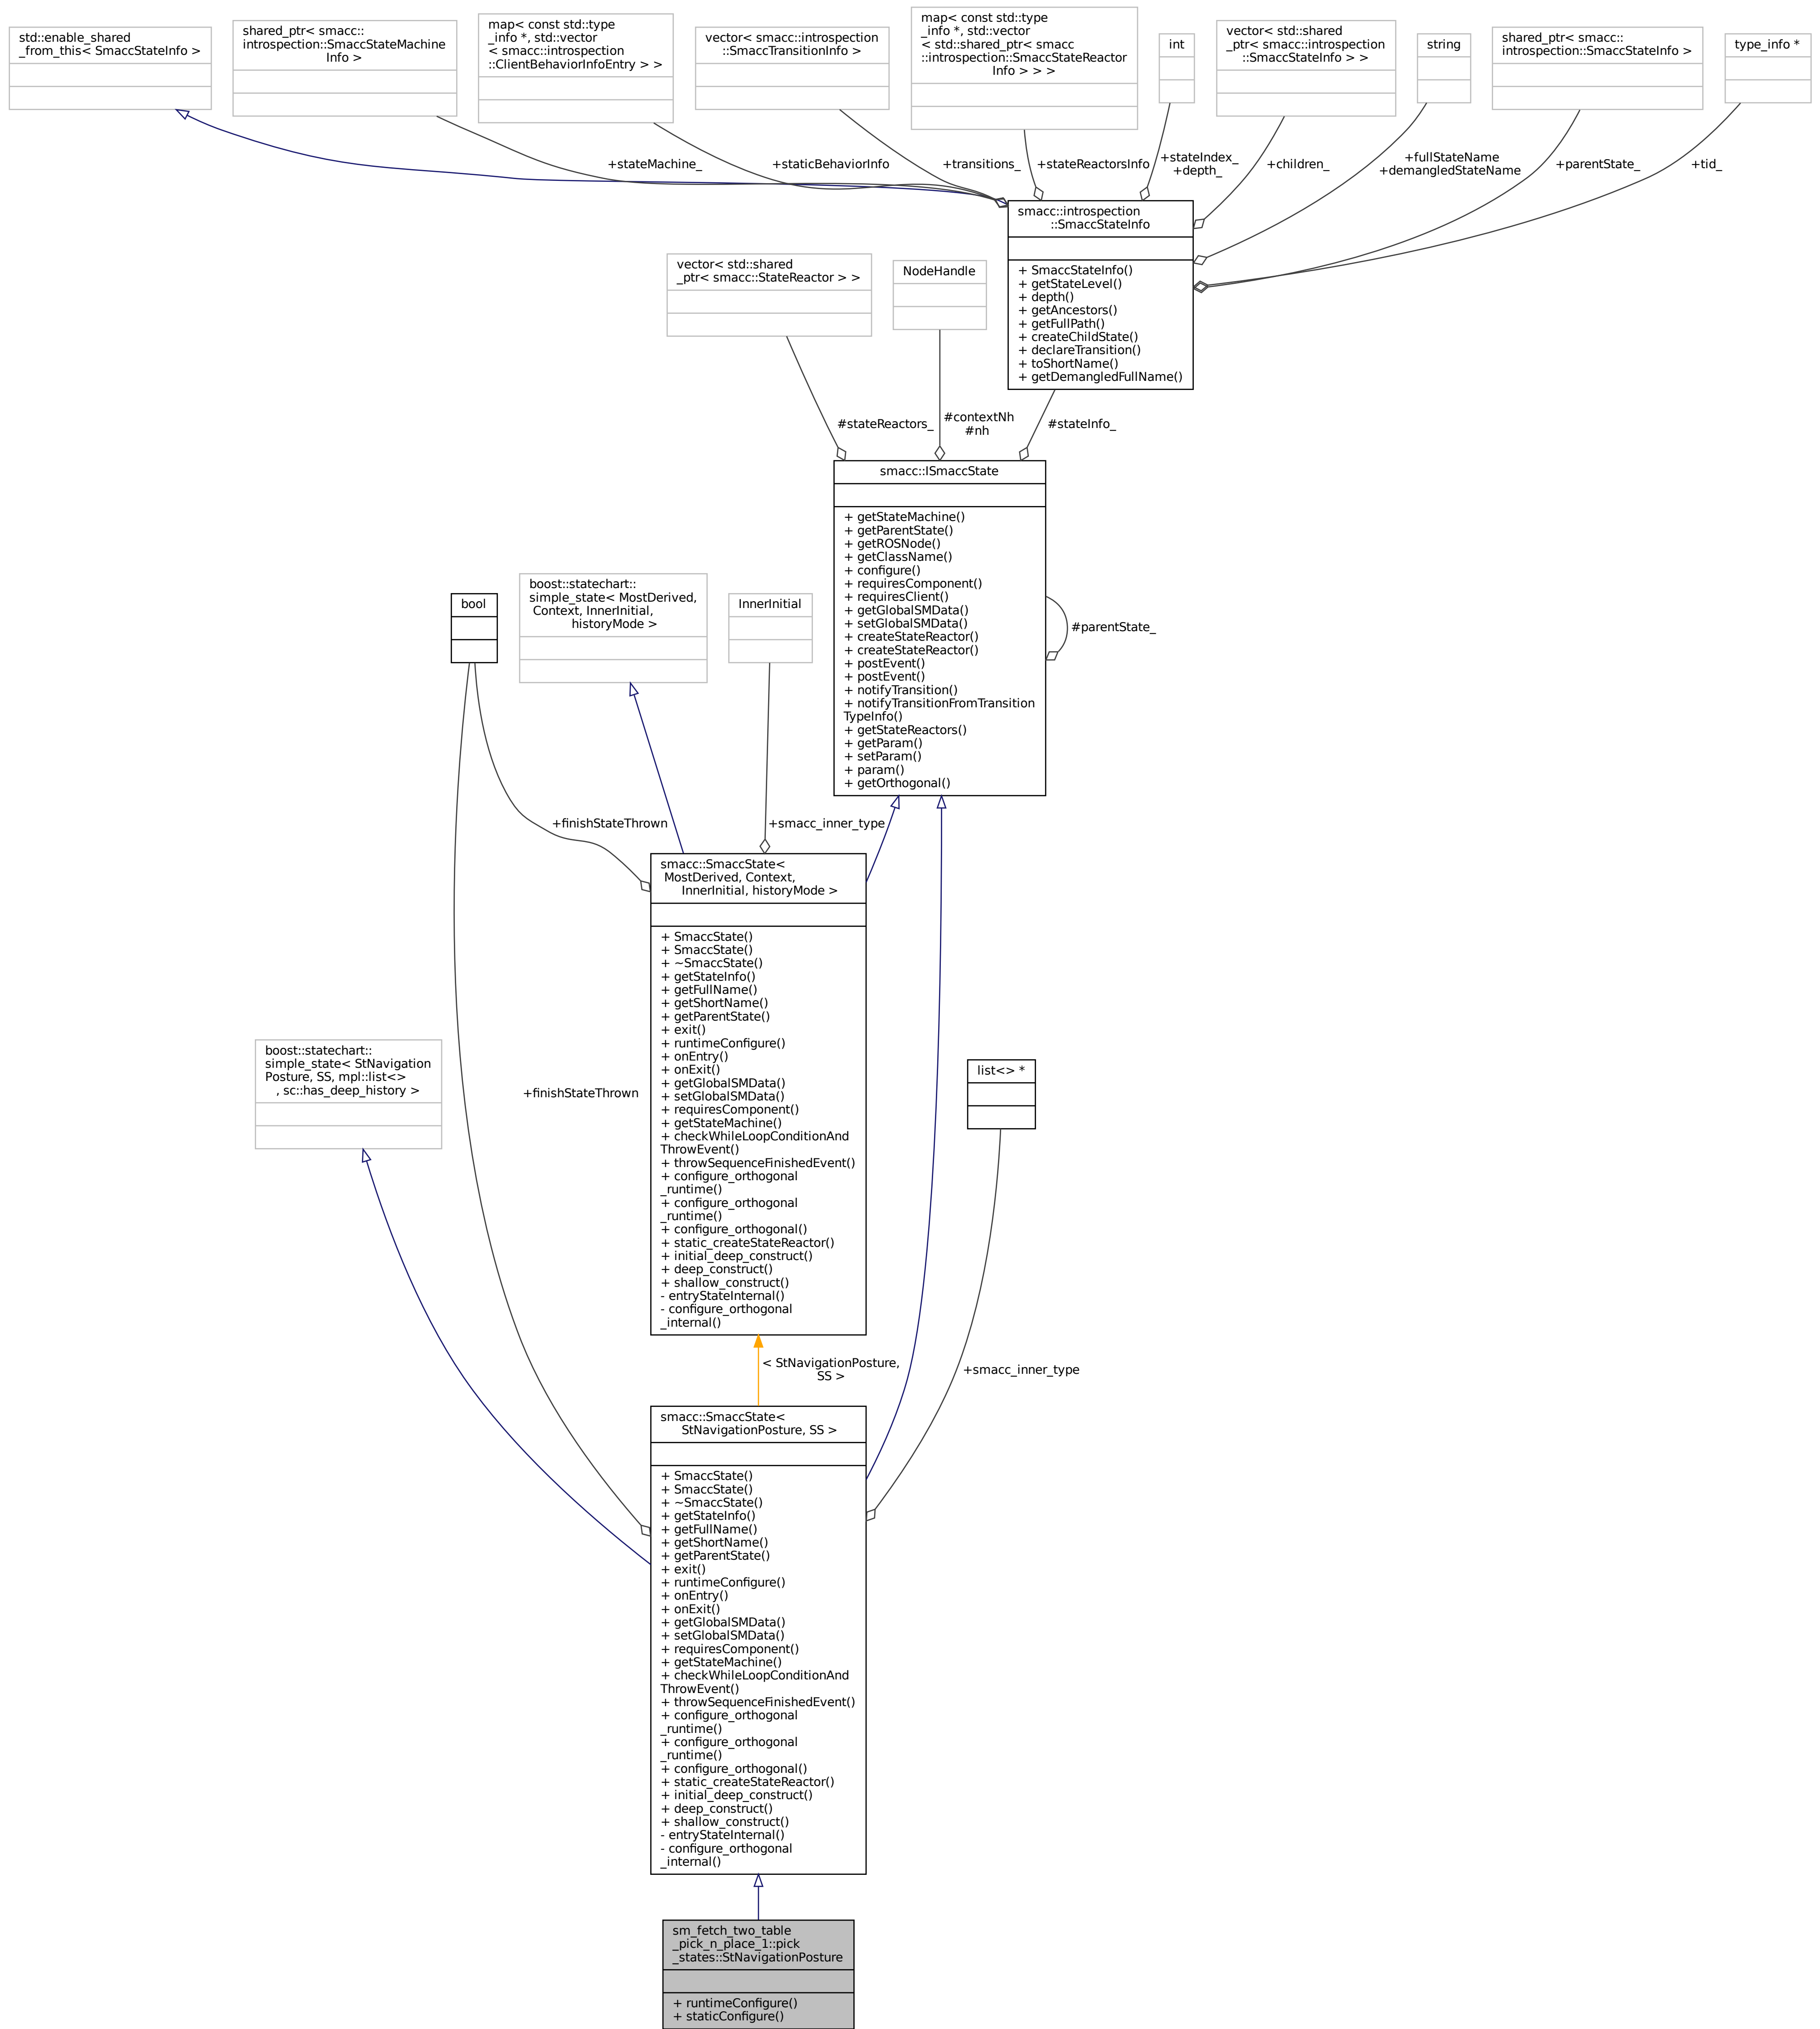 std::enable_shared
_from_this< SmaccStateInfo >
shared_ptr< smacc::
introspection::SmaccStateMachine
Info >
map< const std::type
_info *, std::vector
< smacc::introspection
::ClientBehaviorInfoEntry > >
vector< smacc::introspection
::SmaccTransitionInfo >
map< const std::type
_info *, std::vector
< std::shared_ptr< smacc
::introspection::SmaccStateReactor
Info > > >
int
vector< std::shared
_ptr< smacc::introspection
::SmaccStateInfo > >
string
shared_ptr< smacc::
introspection::SmaccStateInfo >
type_info *
+stateMachine_
+staticBehaviorInfo
+transitions_
+stateReactorsInfo
+stateIndex_
+depth_
+children_
+fullStateName
+demangledStateName
+parentState_
+tid_
smacc::introspection
::SmaccStateInfo
+ SmaccStateInfo()
+ getStateLevel()
+ depth()
+ getAncestors()
+ getFullPath()
+ createChildState()
+ declareTransition()
+ toShortName()
+ getDemangledFullName()
vector< std::shared
_ptr< smacc::StateReactor > >
NodeHandle
#stateReactors_
#contextNh
#nh
#stateInfo_
smacc::ISmaccState
+ getStateMachine()
+ getParentState()
+ getROSNode()
+ getClassName()
+ configure()
+ requiresComponent()
+ requiresClient()
+ getGlobalSMData()
+ setGlobalSMData()
+ createStateReactor()
+ createStateReactor()
+ postEvent()
+ postEvent()
+ notifyTransition()
+ notifyTransitionFromTransition
TypeInfo()
+ getStateReactors()
+ getParam()
+ setParam()
+ param()
+ getOrthogonal()
#parentState_
bool
boost::statechart::
simple_state< MostDerived,
Context, InnerInitial,
historyMode >
InnerInitial
+finishStateThrown
+smacc_inner_type
smacc::SmaccState<
MostDerived, Context,
InnerInitial, historyMode >
+ SmaccState()
+ SmaccState()
+ ~SmaccState()
+ getStateInfo()
+ getFullName()
+ getShortName()
+ getParentState()
+ exit()
+ runtimeConfigure()
+ onEntry()
+ onExit()
+ getGlobalSMData()
+ setGlobalSMData()
+ requiresComponent()
+ getStateMachine()
+ checkWhileLoopConditionAnd
ThrowEvent()
+ throwSequenceFinishedEvent()
+ configure_orthogonal
_runtime()
+ configure_orthogonal
_runtime()
+ configure_orthogonal()
+ static_createStateReactor()
+ initial_deep_construct()
+ deep_construct()
+ shallow_construct()
- entryStateInternal()
- configure_orthogonal
_internal()
boost::statechart::
simple_state< StNavigation
Posture, SS, mpl::list<>
, sc::has_deep_history >
+finishStateThrown
list<> *
< StNavigationPosture,
SS >
+smacc_inner_type
smacc::SmaccState<
StNavigationPosture, SS >
+ SmaccState()
+ SmaccState()
+ ~SmaccState()
+ getStateInfo()
+ getFullName()
+ getShortName()
+ getParentState()
+ exit()
+ runtimeConfigure()
+ onEntry()
+ onExit()
+ getGlobalSMData()
+ setGlobalSMData()
+ requiresComponent()
+ getStateMachine()
+ checkWhileLoopConditionAnd
ThrowEvent()
+ throwSequenceFinishedEvent()
+ configure_orthogonal
_runtime()
+ configure_orthogonal
_runtime()
+ configure_orthogonal()
+ static_createStateReactor()
+ initial_deep_construct()
+ deep_construct()
+ shallow_construct()
- entryStateInternal()
- configure_orthogonal
_internal()
sm_fetch_two_table
_pick_n_place_1::pick
_states::StNavigationPosture
+ runtimeConfigure()
+ staticConfigure()